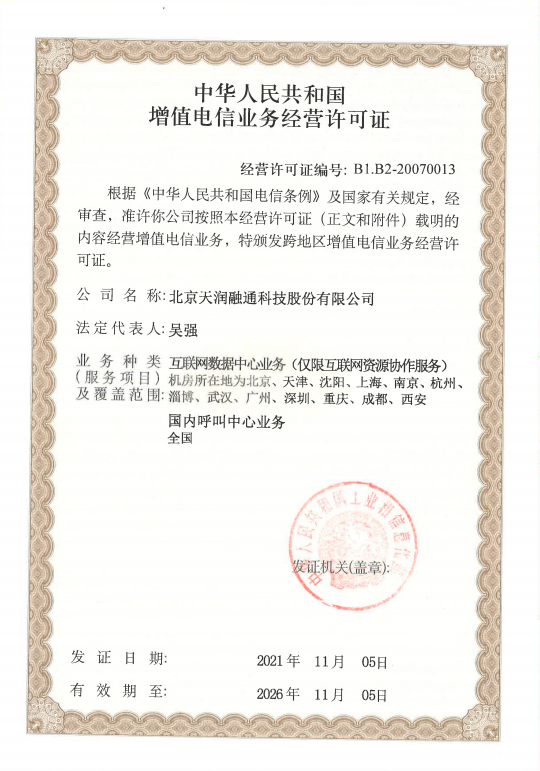 中华人民共和国
增值电信业务经营许可证
经营许可证编号: B1.B2-20070013
根据《中华人民共和国电信条例》及国家有关规定，经
审查，准许你公司按照本经营许可证（正文和附件）载明的
内容经营增值电信业务，特颁发跨地区增值电信业务经营许
可证。
公司名称: 北京天润融通科技股份有限公司
法定代表人: 吴强
业务种类 互联网数据中心业务（仅限互联网资源协作服务）
(服务项目) 机房所在地为北京、天津、沈阳、上海、南京、杭州、
及覆盖范围: 淄博、武汉、广州、深圳、重庆、成都、西安
国内呼叫中心业务
全国
中华人民共和国工业和信息化部
发证机关(盖章):
发证日期: 2021年 11月 05日
有效期至: 2026年 11月 05日